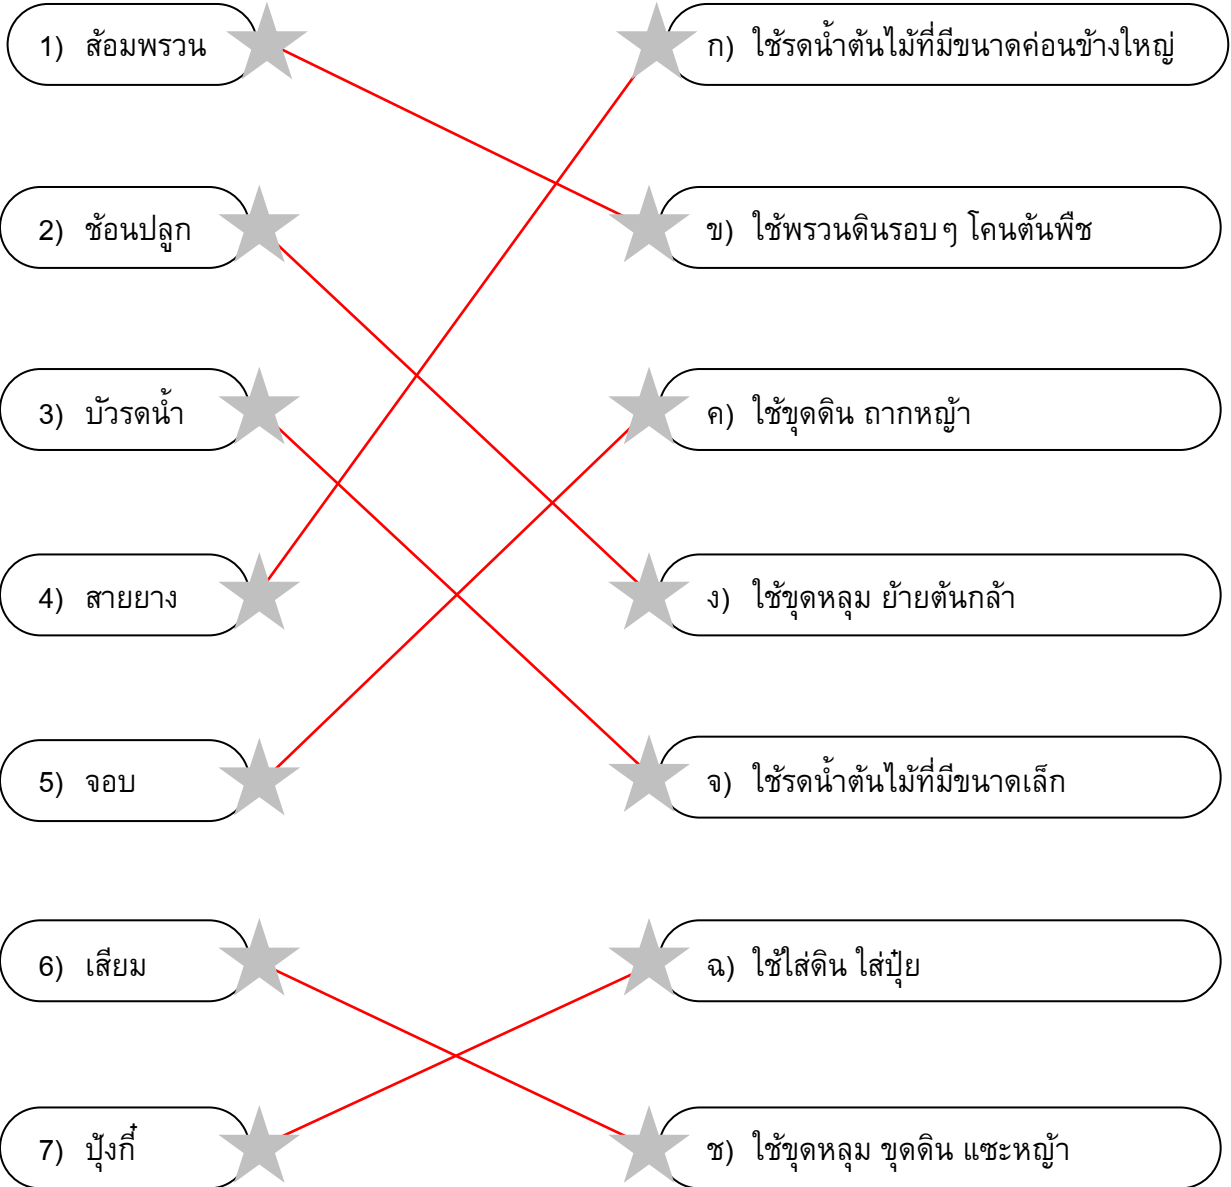 1) ส้อมพรวน
ก) ใช้รดน้ำต้นไม้ที่มีขนาดค่อนข้างใหญ่
2) ช้อนปลูก
ข) ใช้พรวนดินรอบๆ โคนต้นพืช
3) บัวรดน้ำ
ค) ใช้ขุดดิน ถากหญ้า
4) สายยาง
ง) ใช้ขุดหลุม ย้ายต้นกล้า
5) จอบ
จ) ใช้รดน้ำต้นไม้ที่มีขนาดเล็ก
6) เสียม
ฉ) ใช้ใส่ดิน ใส่ปุ๋ย
7) ปุ้งกี๋
ช) ใช้ขุดหลุม ขุดดิน แซะหญ้า